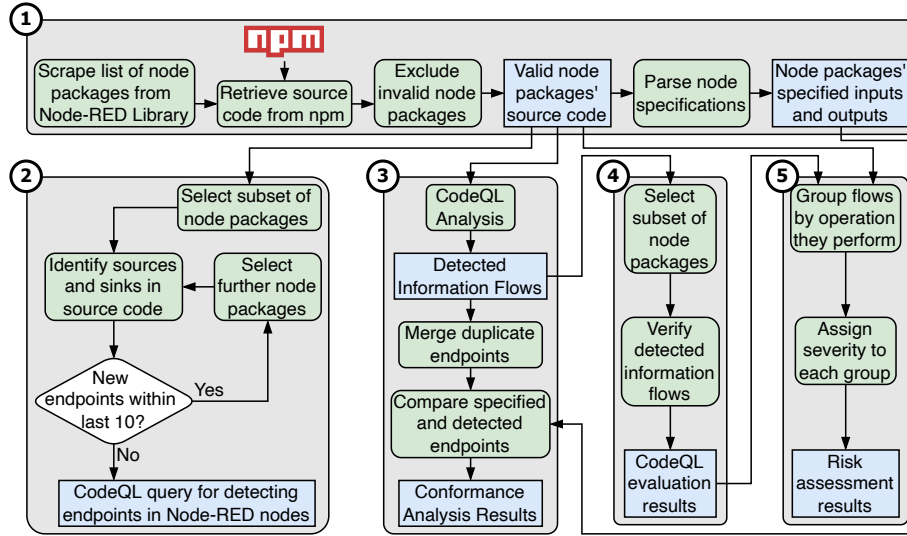 1
npm
Scrape list of node
packages from
Node-RED Library
Retrieve source
code from npm
Exclude
invalid node
packages
Valid node
packages'
source code
Parse node
specifications
Node packages'
specified inputs
and outputs
2
Select subset of
node packages
Identify sources
and sinks in
source code
Select
further node
packages
New
endpoints within
last 10?
Yes
No
CodeQL query for detecting
endpoints in Node-RED nodes
3
CodeQL
Analysis
Detected
Information Flows
Merge duplicate
endpoints
Compare specified
and detected
endpoints
Conformance
Analysis Results
4
Select
subset of
node
packages
Verify
detected
information
flows
CodeQL
evaluation
results
5
Group flows
by operation
they perform
Assign
severity to
each group
Risk
assessment
results